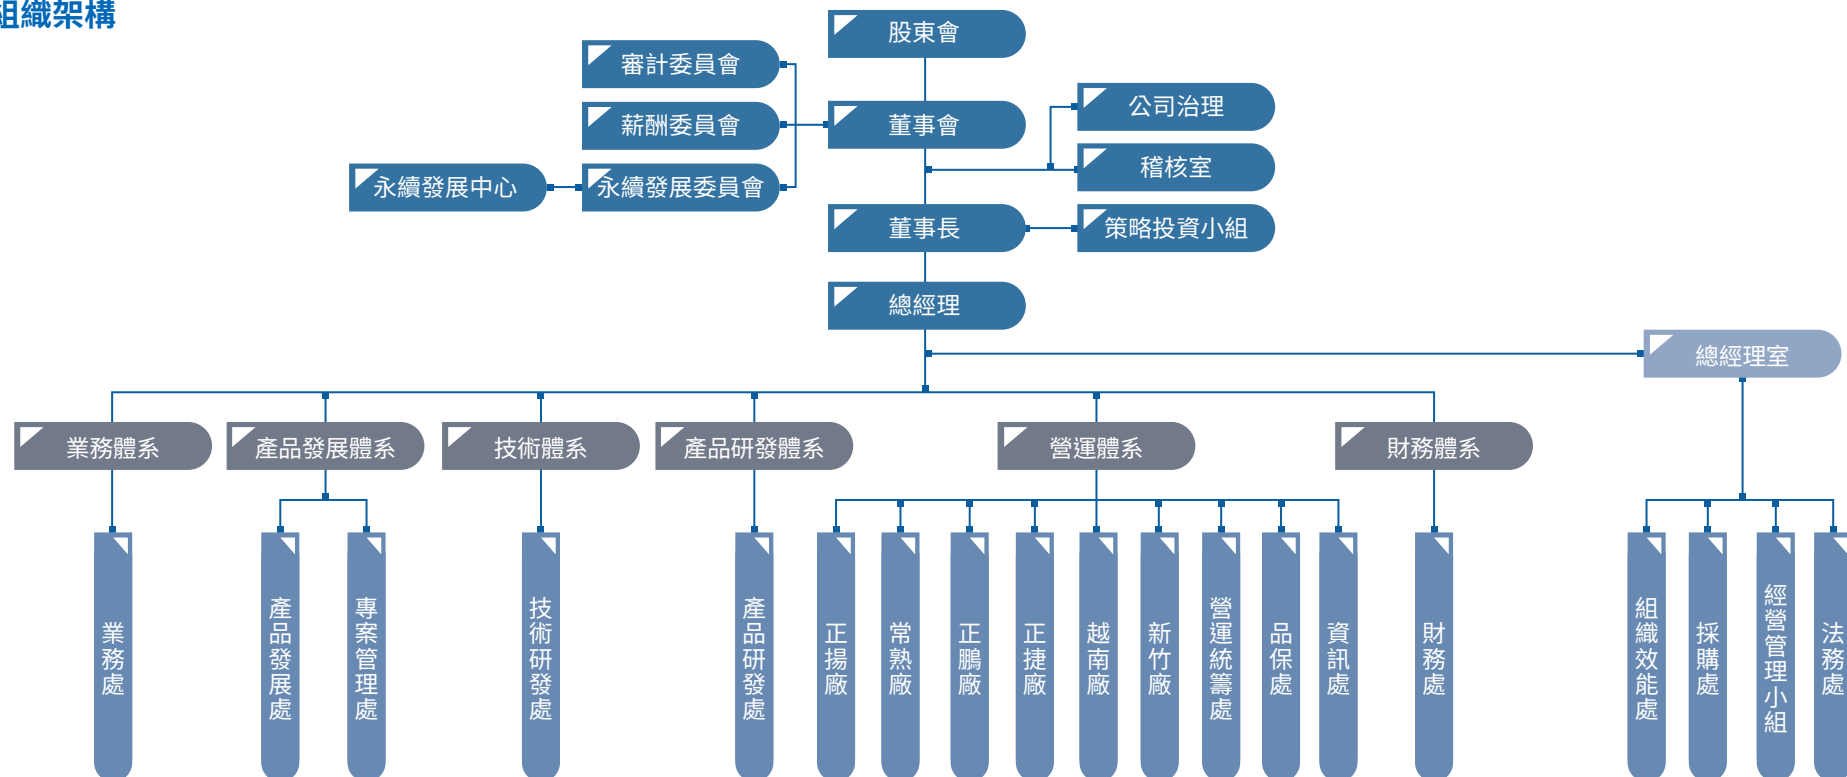 組織架構
股東會
審計委員會
薪酬委員會
董事會
公司治理
稽核室
永續發展中心
永續發展委員會
董事長
策略投資小組
總經理
總經理室
業務體系
產品發展體系
技術體系
產品研發體系
營運體系
財務體系
業務處
產品發展處
專案管理處
技術研發處
產品研發處
正揚廠
常熟廠
正鵬廠
正捷廠
越南廠
新竹廠
營運統籌處
品保處
資訊處
財務處
組織效能處
採購處
經營管理小組
法務處